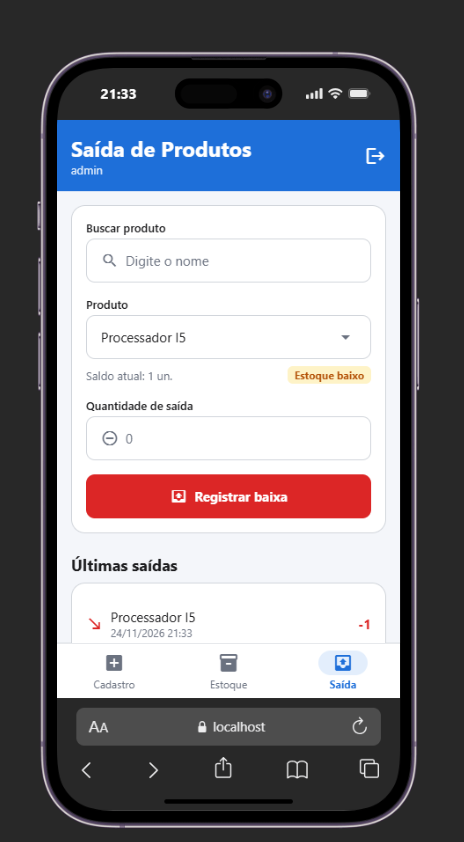 21:33
Saída de Produtos
admin
Buscar produto
Digite o nome
Produto
Processador I5
Saldo atual: 1 un.
Estoque baixo
Quantidade de saída
0
Registrar baixa
Últimas saídas
Processador I5
-1
24/11/2026 21:33
Cadastro
Estoque
Saída
AA
localhost